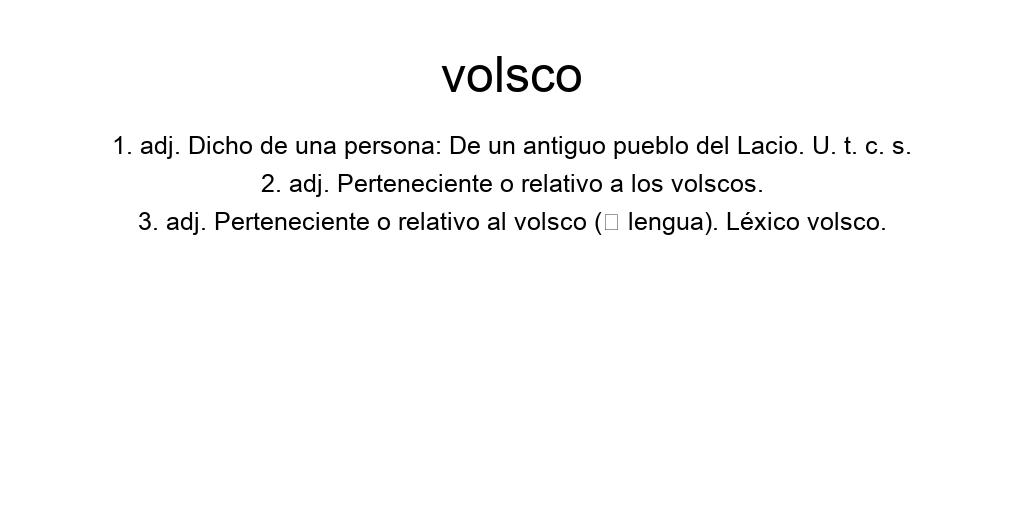 volsco
1. adj. Dicho de una persona: De un antiguo pueblo del Lacio. U. t. c. s.
2. adj. Perteneciente o relativo a los volscos.
3. adj. Perteneciente o relativo al volsco (□ lengua). Léxico volsco.